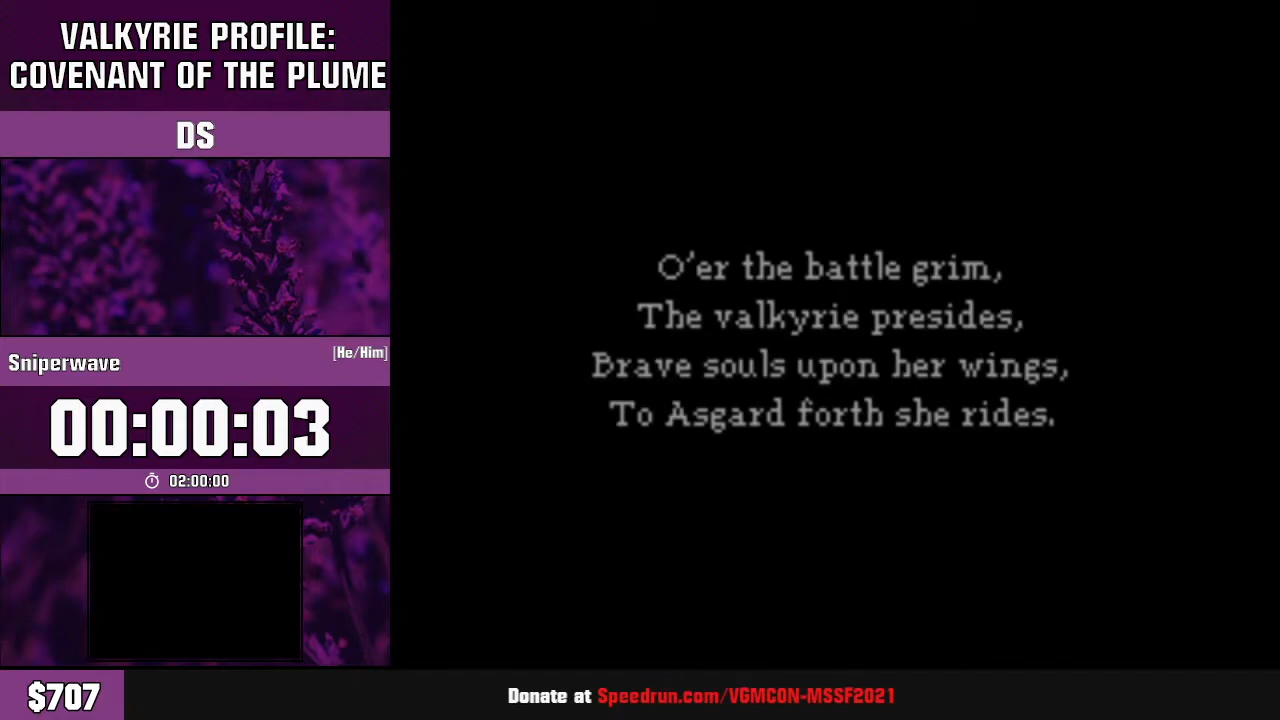 VALKYRIE PROFILE:
COVENANT OF THE PLUME
DS
Sniperwave
[He/Him]
00:00:03
02:00:00
O'er the battle grim,
The valkyrie presides,
Brave souls upon her wings,
To Asgard forth she rides.
$707
Donate at Speedrun.com/VGMCON-MSSF2021